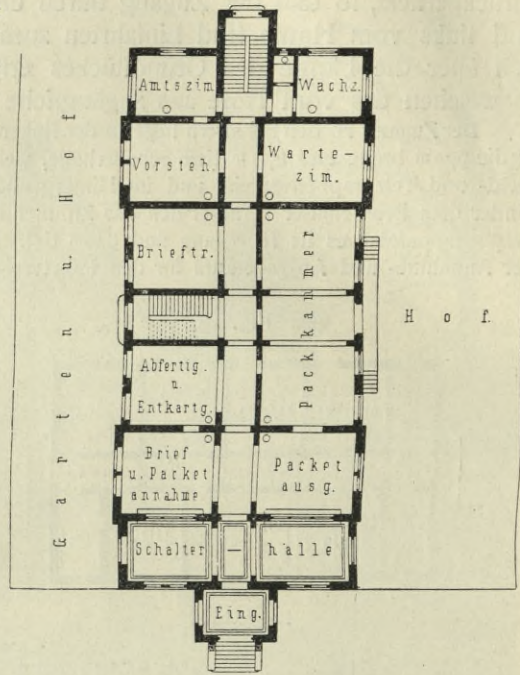 Amtszim.
Wachz.
Vorsteh.
Warte-
zim.
Brieftr.
Packkammer
Abfertig.
u
Entkartg.
Brief
u. Packet
annahme
Packet
ausg.
Schalter – halle
Eing.
Garten u. Hof
Hof.